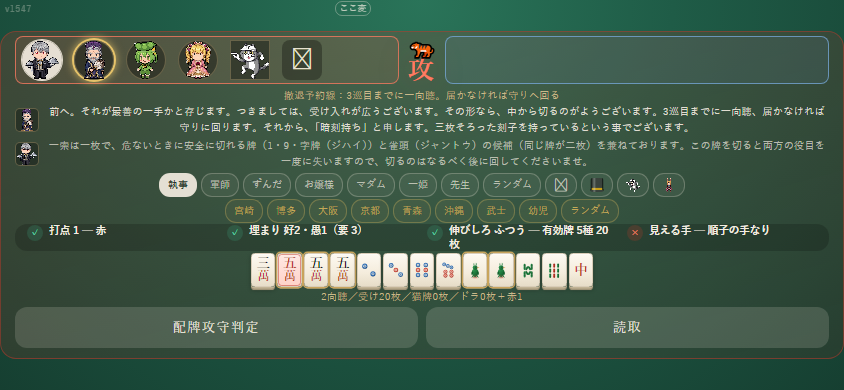 v1547
ここ麦
攻
撤退予約線：3巡目までに一向聴。届かなければ守りへ回る
前へ。それが最善の一手かと存じます。つきましては、受け入れが広うございます。その形なら、中から切るのがようございます。3巡目までに一向聴、届かなければ
守りに回ります。それから、「時刻持ち」と申します。三枚そろった刻子を持っているという事でございます。
一索は一枚で、危ないときに安全に切れる牌（1・9・字牌（ジハイ））と雀頭（ジャントウ）の候補（同じ牌が二枚）を兼ねております。この牌を切ると両方の役目を
一度に失いますので、切るのはなるべく後に回してくださいませ。
執事 軍師 ずんだ お嬢様 マダム 一姫 先生 ランダム
宮崎 博多 大阪 京都 青森 沖縄 武士 幼児 ランダム
✓ 打点 1 — 赤 ✓ 埋まり 好2・愚1（要 3） ✓ 伸びしろ ふつう — 有効牌 5種 20 × 見える手 — 順子の手なり
枚
三萬 五萬 五萬 五萬 中
2向聴／受け20枚／猫牌0枚／ドラ0枚＋赤1
配牌攻守判定 読取